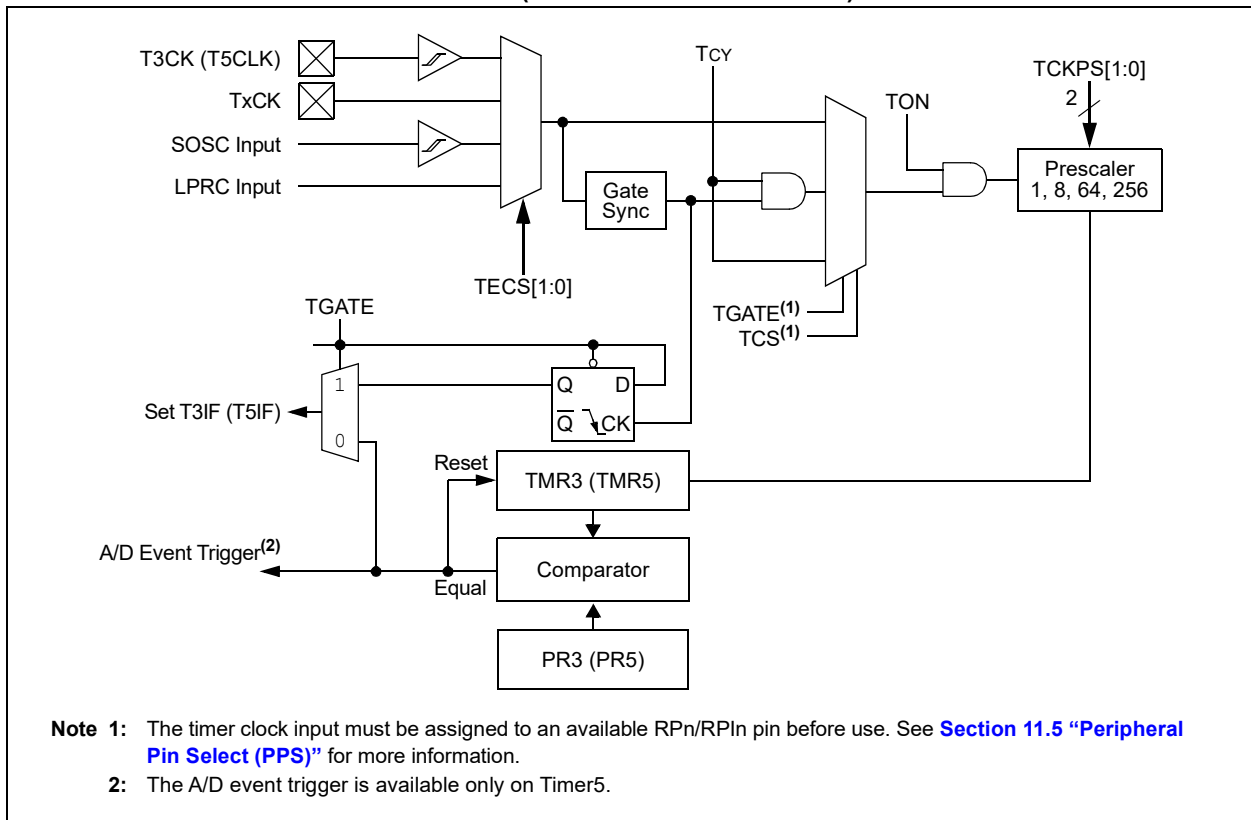 T3CK (T5CLK)
TxCK
SOSC Input
LPRC Input
TECS[1:0]
Gate
Sync
TCY
TGATE(1)
TCS(1)
TON
TCKPS[1:0]
2
Prescaler
1, 8, 64, 256
TGATE
1
0
Set T3IF (T5IF)
Q D
Q CK
Reset
TMR3 (TMR5)
A/D Event Trigger(2)
Equal
Comparator
PR3 (PR5)
Note 1: The timer clock input must be assigned to an available RPn/RPIn pin before use. See Section 11.5 “Peripheral
Pin Select (PPS)” for more information.
2: The A/D event trigger is available only on Timer5.